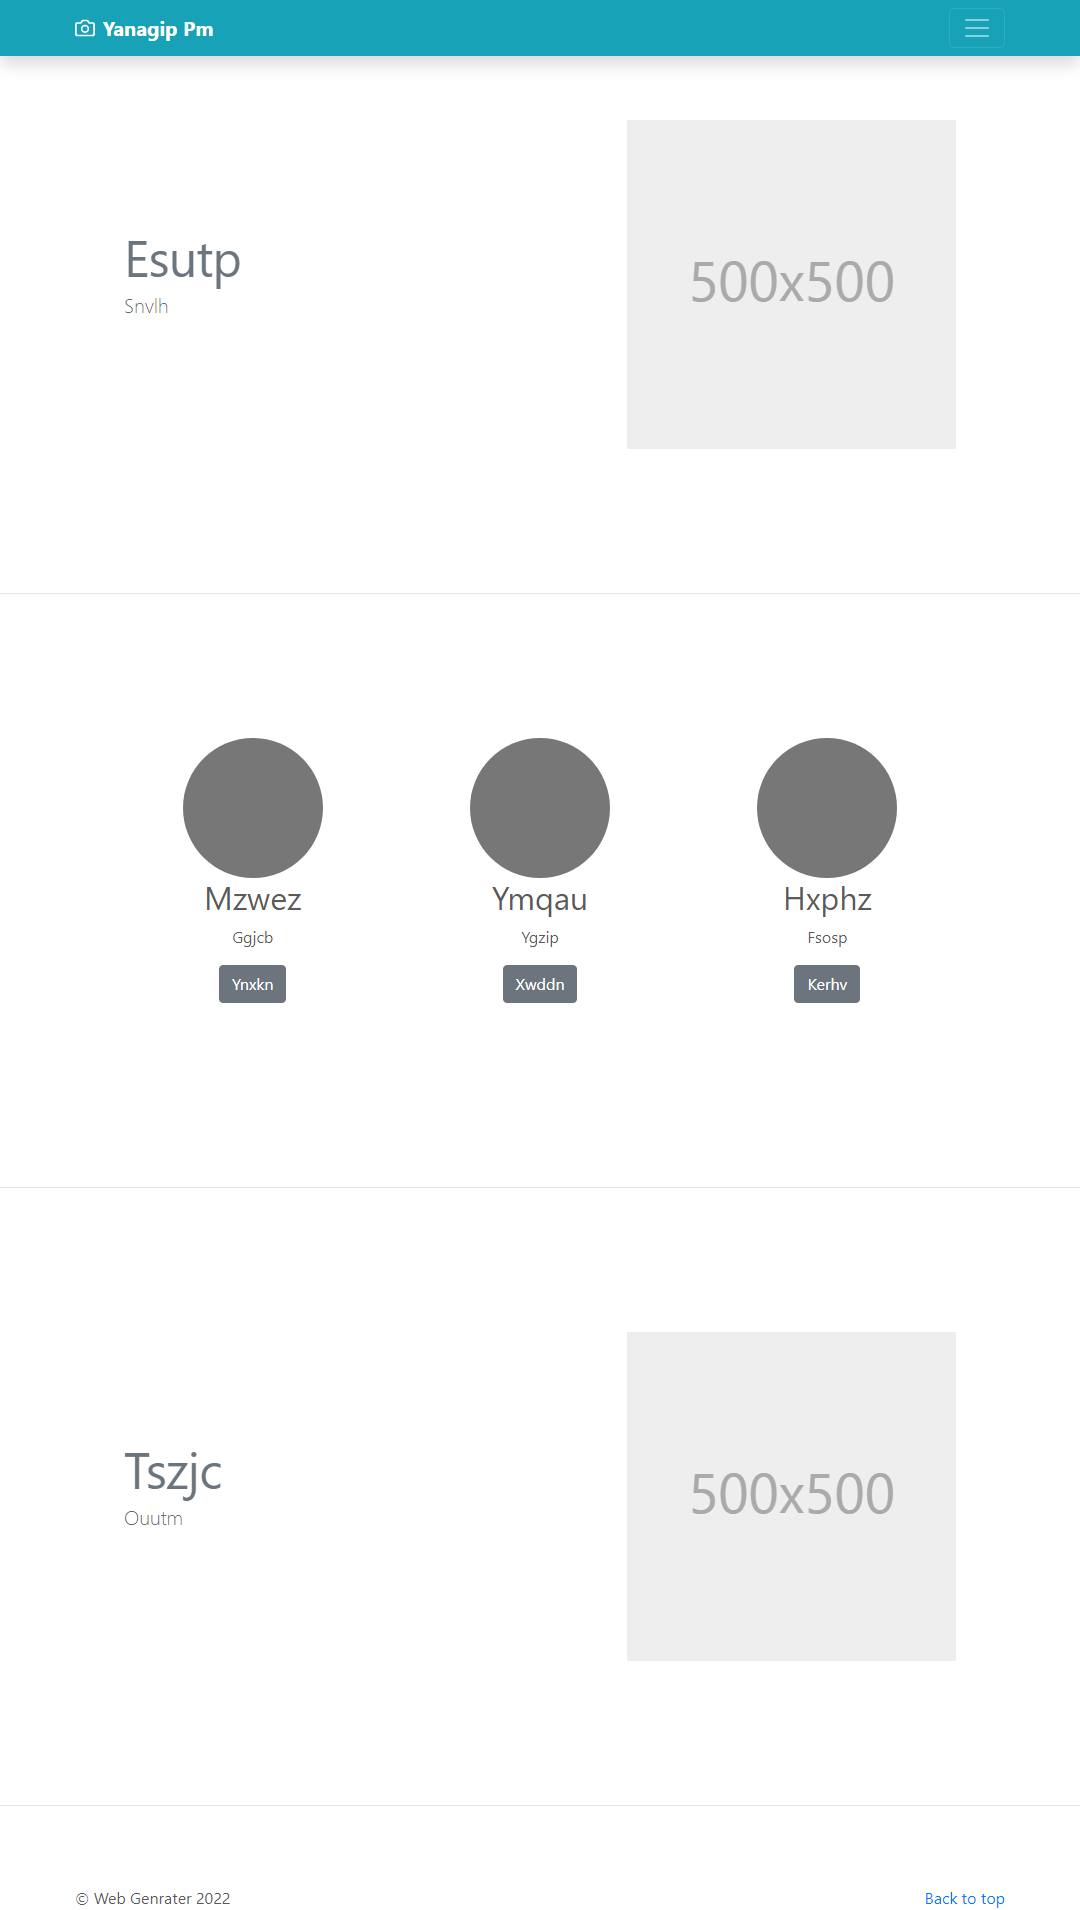 Yanagip Pm
Esutp
Snvlh
500x500
Mzwez
Ggjcb
Ynxkn
Ymqau
Ygzip
Xwddn
Hxphz
Fsosp
Kerhv
Tszjc
Ouutm
500x500
© Web Genrater 2022
Back to top